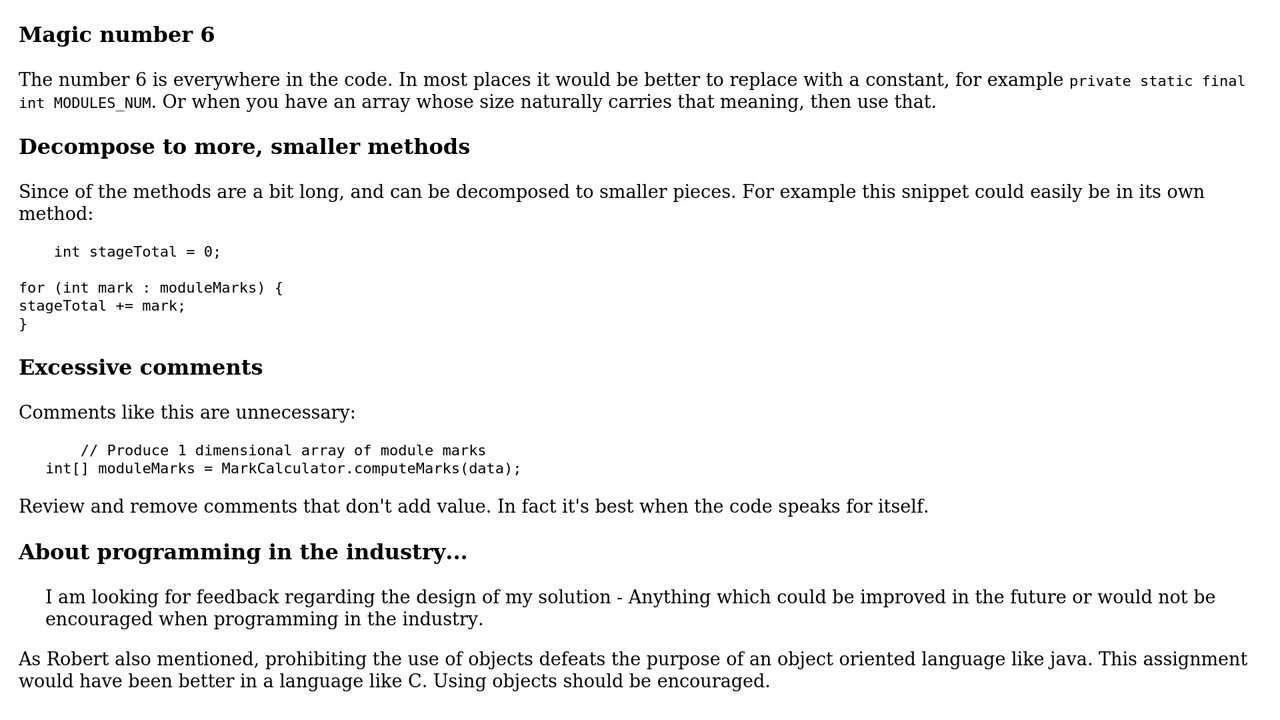 Magic number 6
The number 6 is everywhere in the code. In most places it would be better to replace with a constant, for example private static final
int MODULES_NUM. Or when you have an array whose size naturally carries that meaning, then use that.
Decompose to more, smaller methods
Since of the methods are a bit long, and can be decomposed to smaller pieces. For example this snippet could easily be in its own
method:
int stageTotal = 0;
for (int mark : moduleMarks) {
stageTotal += mark;
}
Excessive comments
Comments like this are unnecessary:
// Produce 1 dimensional array of module marks
int[] moduleMarks = MarkCalculator.computeMarks(data);
Review and remove comments that don't add value. In fact it's best when the code speaks for itself.
About programming in the industry...
I am looking for feedback regarding the design of my solution - Anything which could be improved in the future or would not be
encouraged when programming in the industry.
As Robert also mentioned, prohibiting the use of objects defeats the purpose of an object oriented language like java. This assignment
would have been better in a language like C. Using objects should be encouraged.